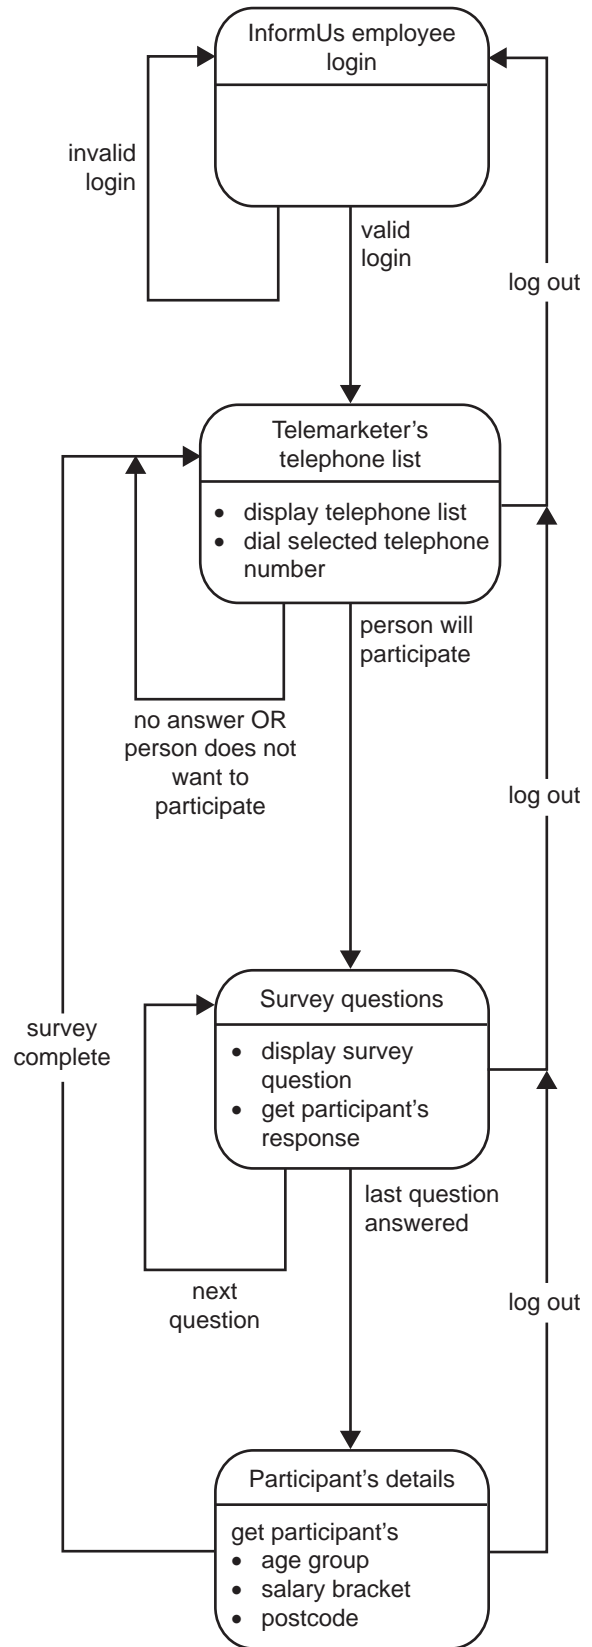 InformUs employee
login
invalid
login
valid
login
log out
Telemarketer’s
telephone list
• display telephone list
• dial selected telephone
number
person will
participate
no answer OR
person does not
want to
participate
log out
Survey questions
survey
complete
• display survey
question
• get participant’s
response
last question
answered
next
question
log out
Participant’s details
get participant’s
• age group
• salary bracket
• postcode